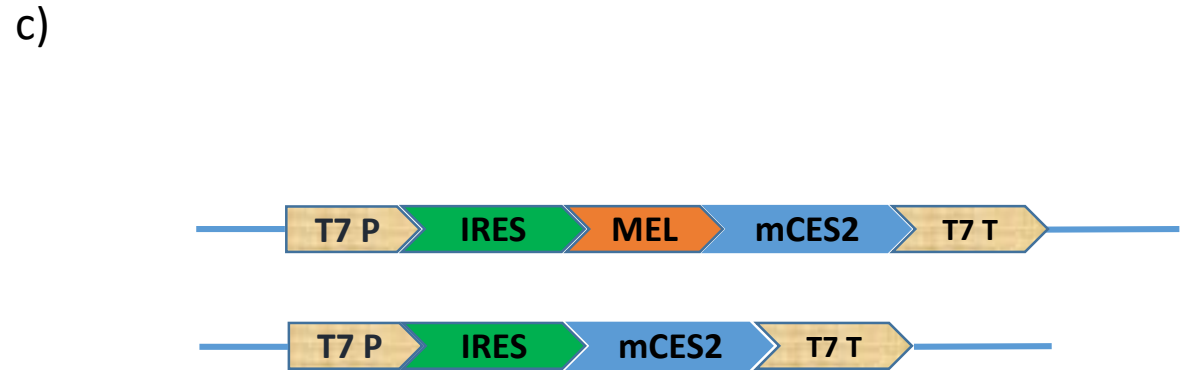 c)
T7 P IRES MEL mCES2 T7 T
T7 P IRES mCES2 T7 T